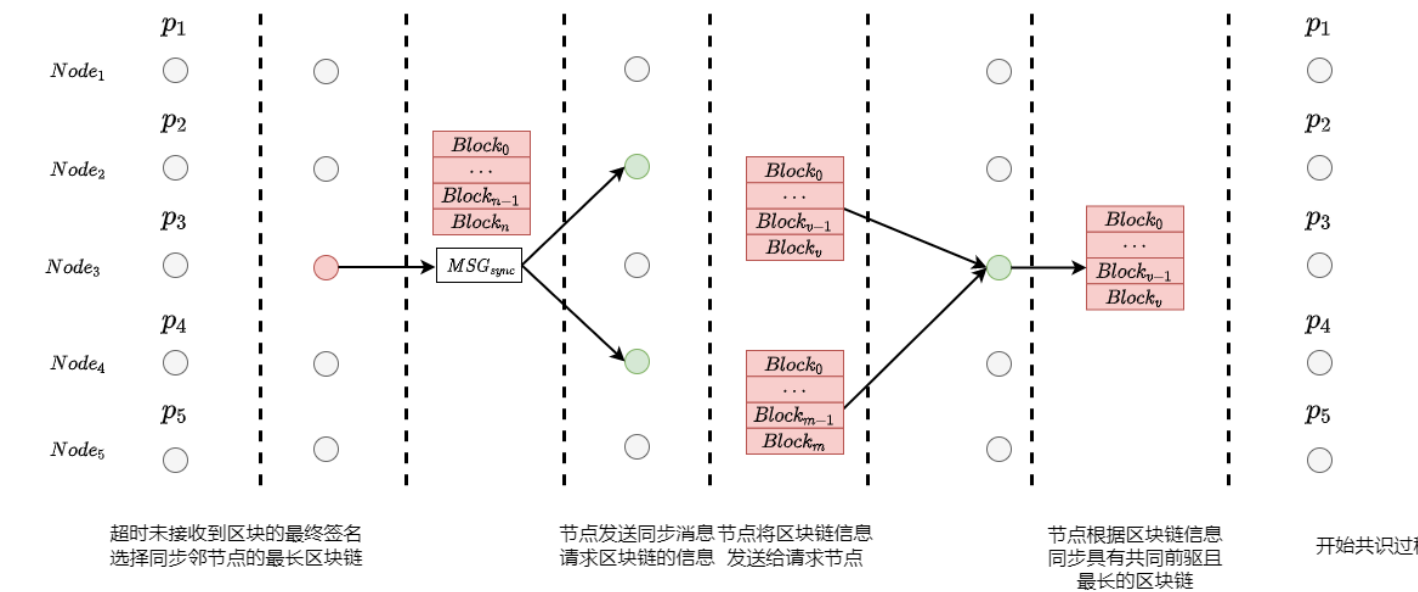 p₁
p₁
Node₁
p₂
p₂
Node₂
Block₀
...
Blockₙ₋₁
Blockₙ
Block₀
...
Blockᵥ₋₁
Blockᵥ
p₃
p₃
Node₃
MSG_sync
Block₀
...
Blockᵥ₋₁
Blockᵥ
p₄
p₄
Node₄
Block₀
...
Blockₘ₋₁
Blockₘ
p₅
p₅
Node₅
超时未接收到区块的最终签名
选择同步邻节点的最长区块链
节点发送同步消息
请求区块链的信息
节点将区块链信息
发送给请求节点
节点根据区块链信息
同步具有共同前驱且
最长的区块链
开始共识过